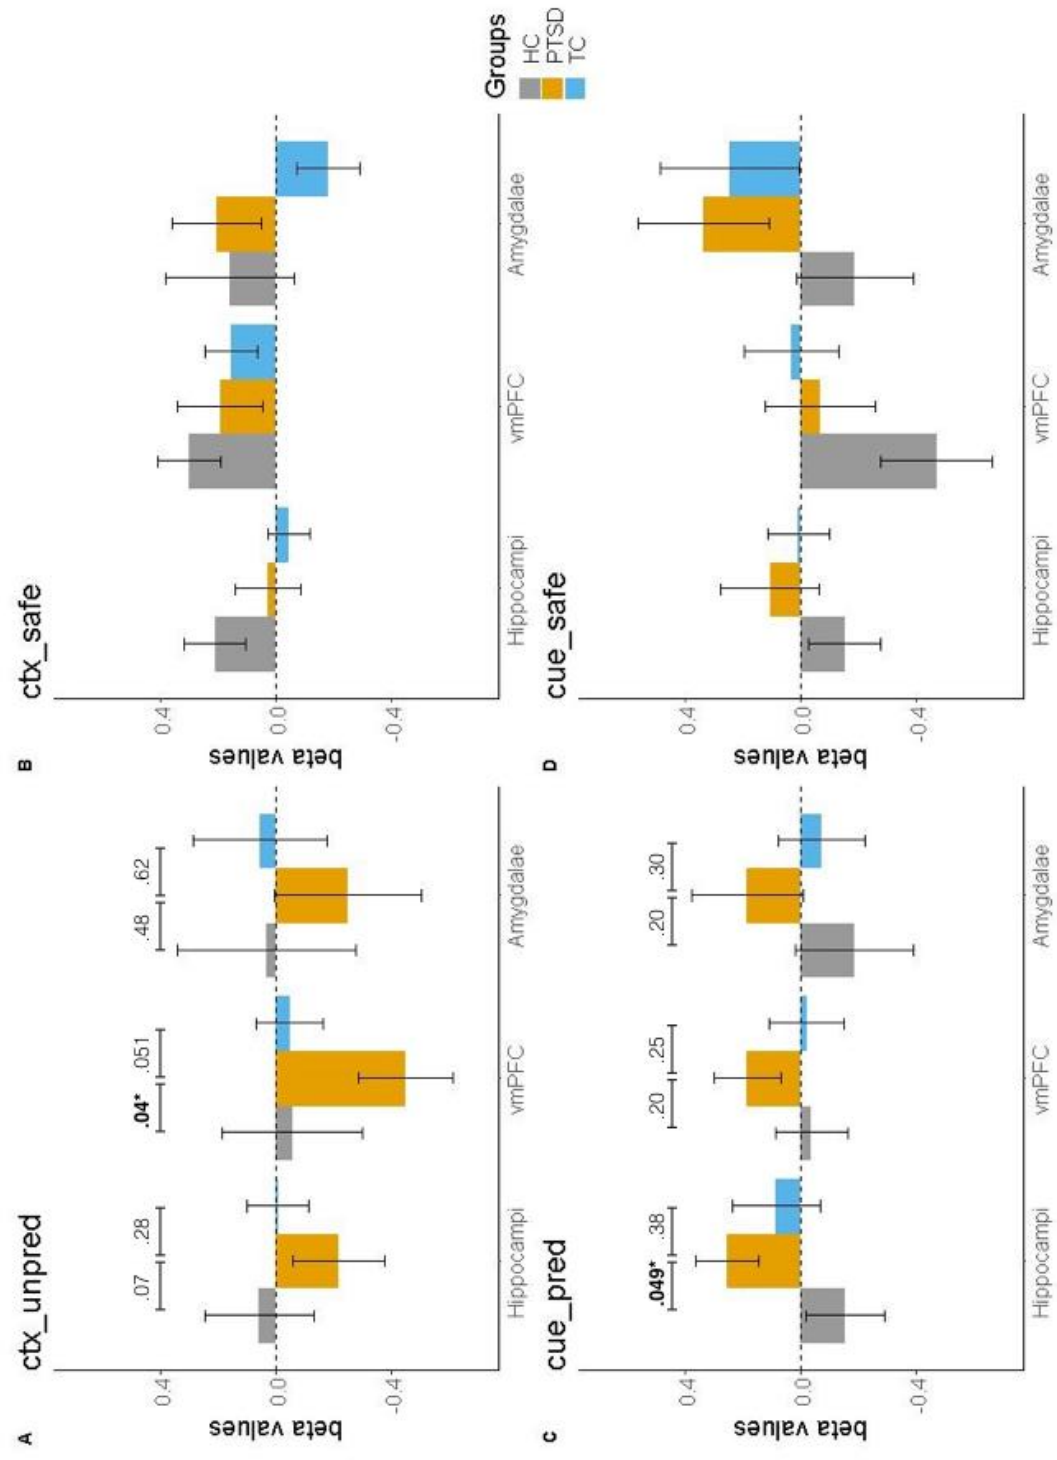 A
ctx_unpred
beta values
0.4
0.0
-0.4
.07
.28
.04*
.051
.48
.62
Hippocampi
vmPFC
Amygdalae
B
ctx_safe
beta values
0.4
0.0
-0.4
Hippocampi
vmPFC
Amygdalae
Groups
HC
PTSD
TC
C
cue_pred
beta values
0.4
0.0
-0.4
.049*
.38
.20
.25
.20
.30
Hippocampi
vmPFC
Amygdalae
D
cue_safe
beta values
0.4
0.0
-0.4
Hippocampi
vmPFC
Amygdalae